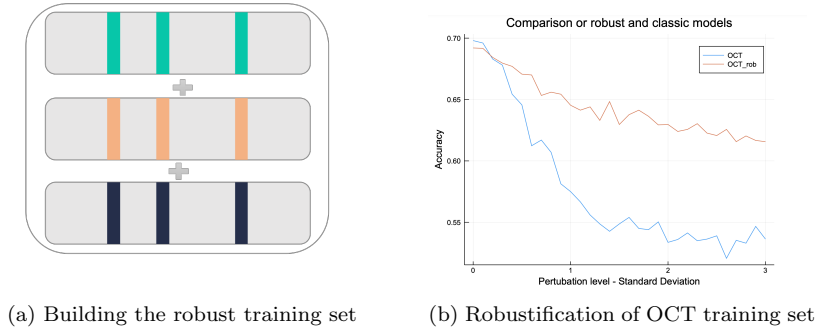 Comparison or robust and classic models
0.70
0.65
0.60
0.55
Accuracy
OCT
OCT_rob
0 1 2 3
Pertubation level - Standard Deviation
(a) Building the robust training set
(b) Robustification of OCT training set